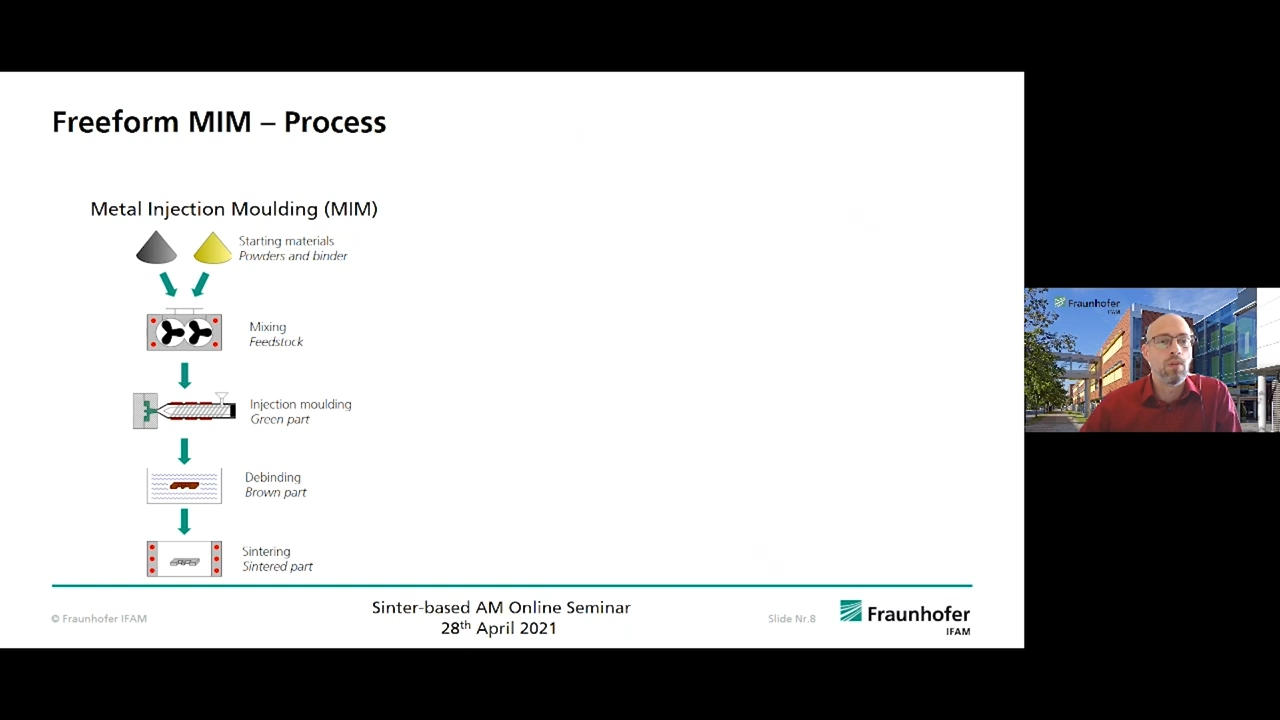 Freeform MIM – Process
Metal Injection Moulding (MIM)
Starting materials
Powders and binder
Mixing
Feedstock
Injection moulding
Green part
Debinding
Brown part
Sintering
Sintered part
Sinter-based AM Online Seminar
28th April 2021
© Fraunhofer IFAM
Slide Nr.8
Fraunhofer
IFAM
Fraunhofer
IFAM